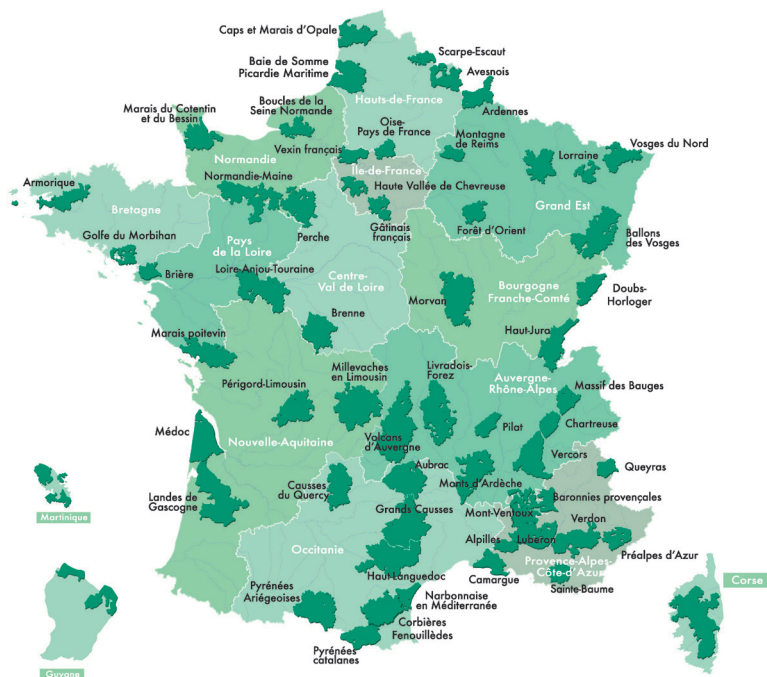 Caps et Marais d'Opale
Scarpe-Escaut
Baie de Somme
Picardie Maritime
Avesnois
Hauts-de-France
Marais du Cotentin
et du Bessin
Boucles de la
Seine Normande
Ardennes
Oise-
Pays de France
Montagne
de Reims
Vosges du Nord
Vexin français
Lorraine
Normandie
Île-de-France
Normandie-Maine
Haute Vallée de Chevreuse
Armorique
Grand Est
Bretagne
Perche
Gâtinais
français
Forêt d'Orient
Ballons
des Vosges
Golfe du Morbihan
Pays
de la Loire
Brière
Loire-Anjou-Touraine
Centre-
Val de Loire
Bourgogne
Franche-Comté
Doubs-
Horloger
Morvan
Brenne
Haut-Jura
Marais poitevin
Millevaches
en Limousin
Livradois-
Forez
Auvergne-
Rhône-Alpes
Périgord-Limousin
Massif des Bauges
Médoc
Pilat
Chartreuse
Nouvelle-Aquitaine
Volcans
d'Auvergne
Vercors
Aubrac
Queyras
Causses
du Quercy
Monts d'Ardèche
Landes de
Gascogne
Baronnies provençales
Grands Causses
Mont-Ventoux
Verdon
Martinique
Alpilles
Luberon
Occitanie
Préalpes d'Azur
Provence-Alpes-
Côte-d'Azur
Haut-Languedoc
Camargue
Sainte-Baume
Corse
Pyrénées
Ariégeoises
Narbonnaise
en Méditerranée
Corbières
Fenouillèdes
Pyrénées
catalanes
Guyane